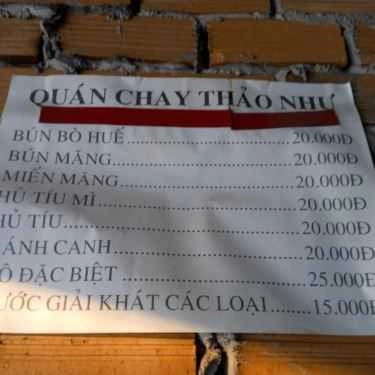 QUÁN CHAY THẢO NHƯ
BÚN BÒ HUẾ 20.000Đ
BÚN MĂNG 20.000Đ
MIẾN MĂNG 20.000Đ
HỦ TÍU MÌ 20.000Đ
HỦ TÍU 20.000Đ
ÁNH CANH 20.000Đ
Ô ĐẶC BIỆT 25.000Đ
ƯỚC GIẢI KHÁT CÁC LOẠI 15.000Đ